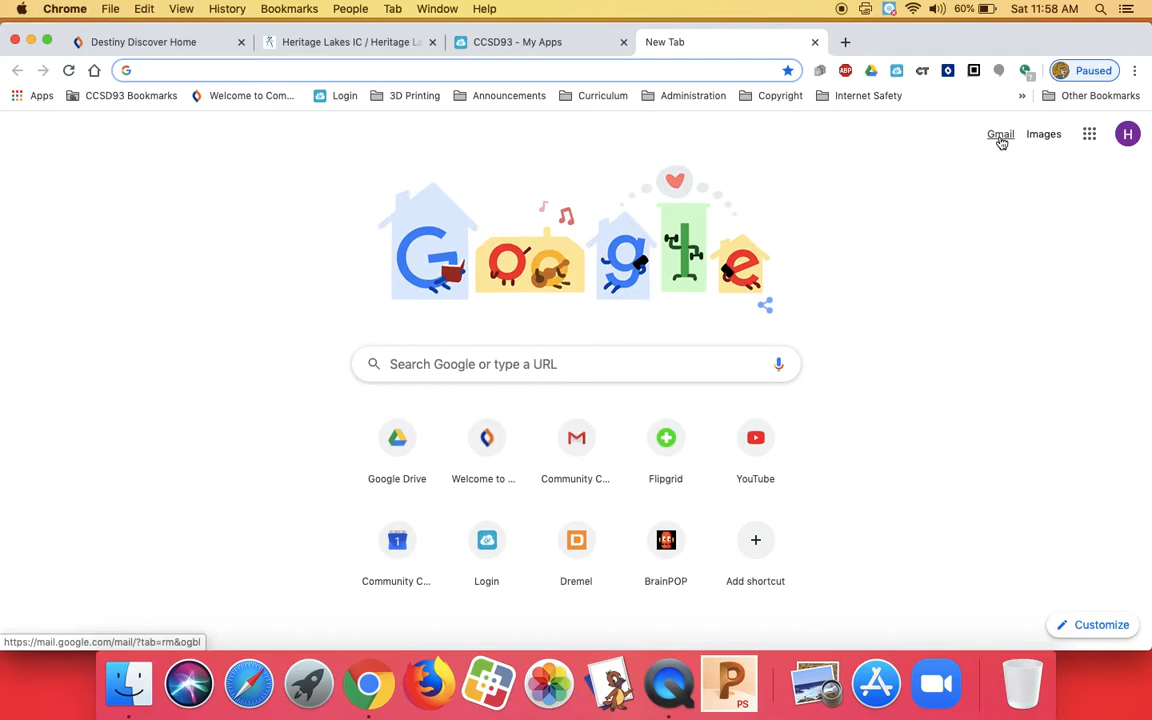 Chrome File Edit View History Bookmarks People Tab Window Help 60% Sat 11:58 AM
Destiny Discover Home Heritage Lakes IC / Heritage La CCSD93 - My Apps New Tab
Paused
Apps CCSD93 Bookmarks Welcome to Com... Login 3D Printing Announcements Curriculum Administration Copyright Internet Safety » Other Bookmarks
Gmail Images H
Google
Search Google or type a URL
Google Drive Welcome to ... Community C... Flipgrid YouTube
Community C... Login Dremel BrainPOP Add shortcut
Customize
https://mail.google.com/mail/?tab=rm&ogbl